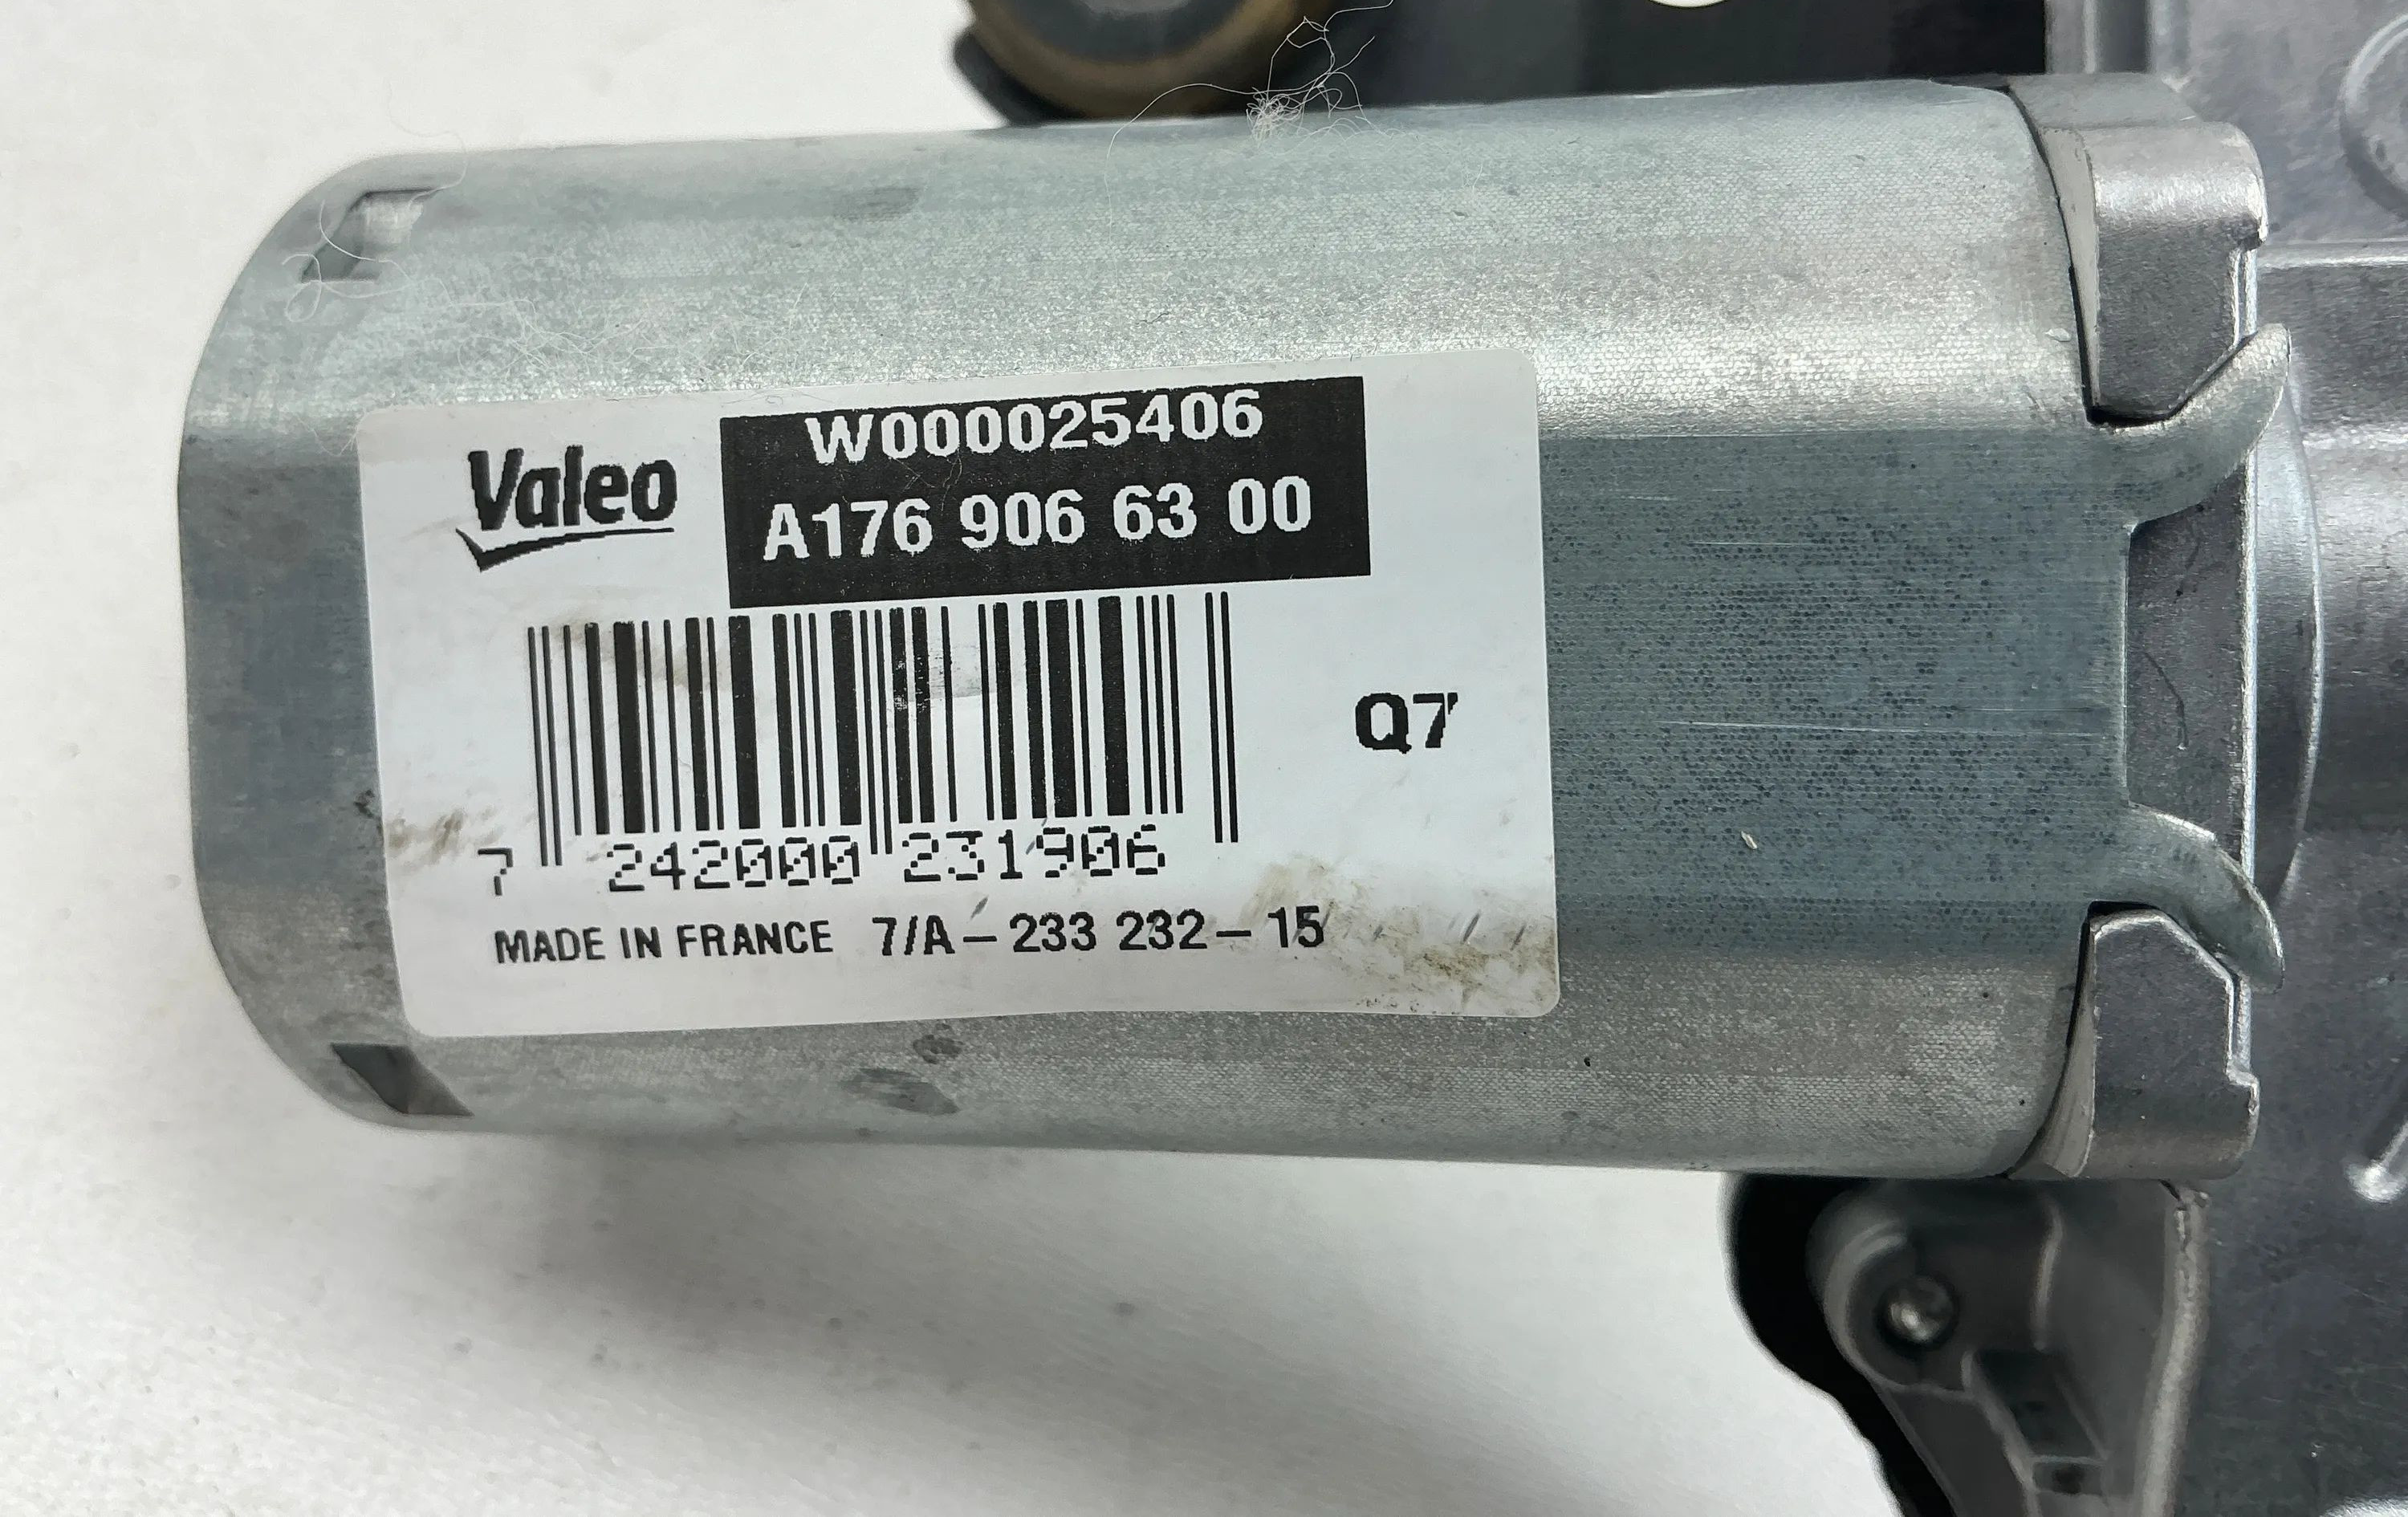 Valeo
W000025406
A176 906 63 00
Q7
7 242000 231906
MADE IN FRANCE 7/A – 233 232 – 15